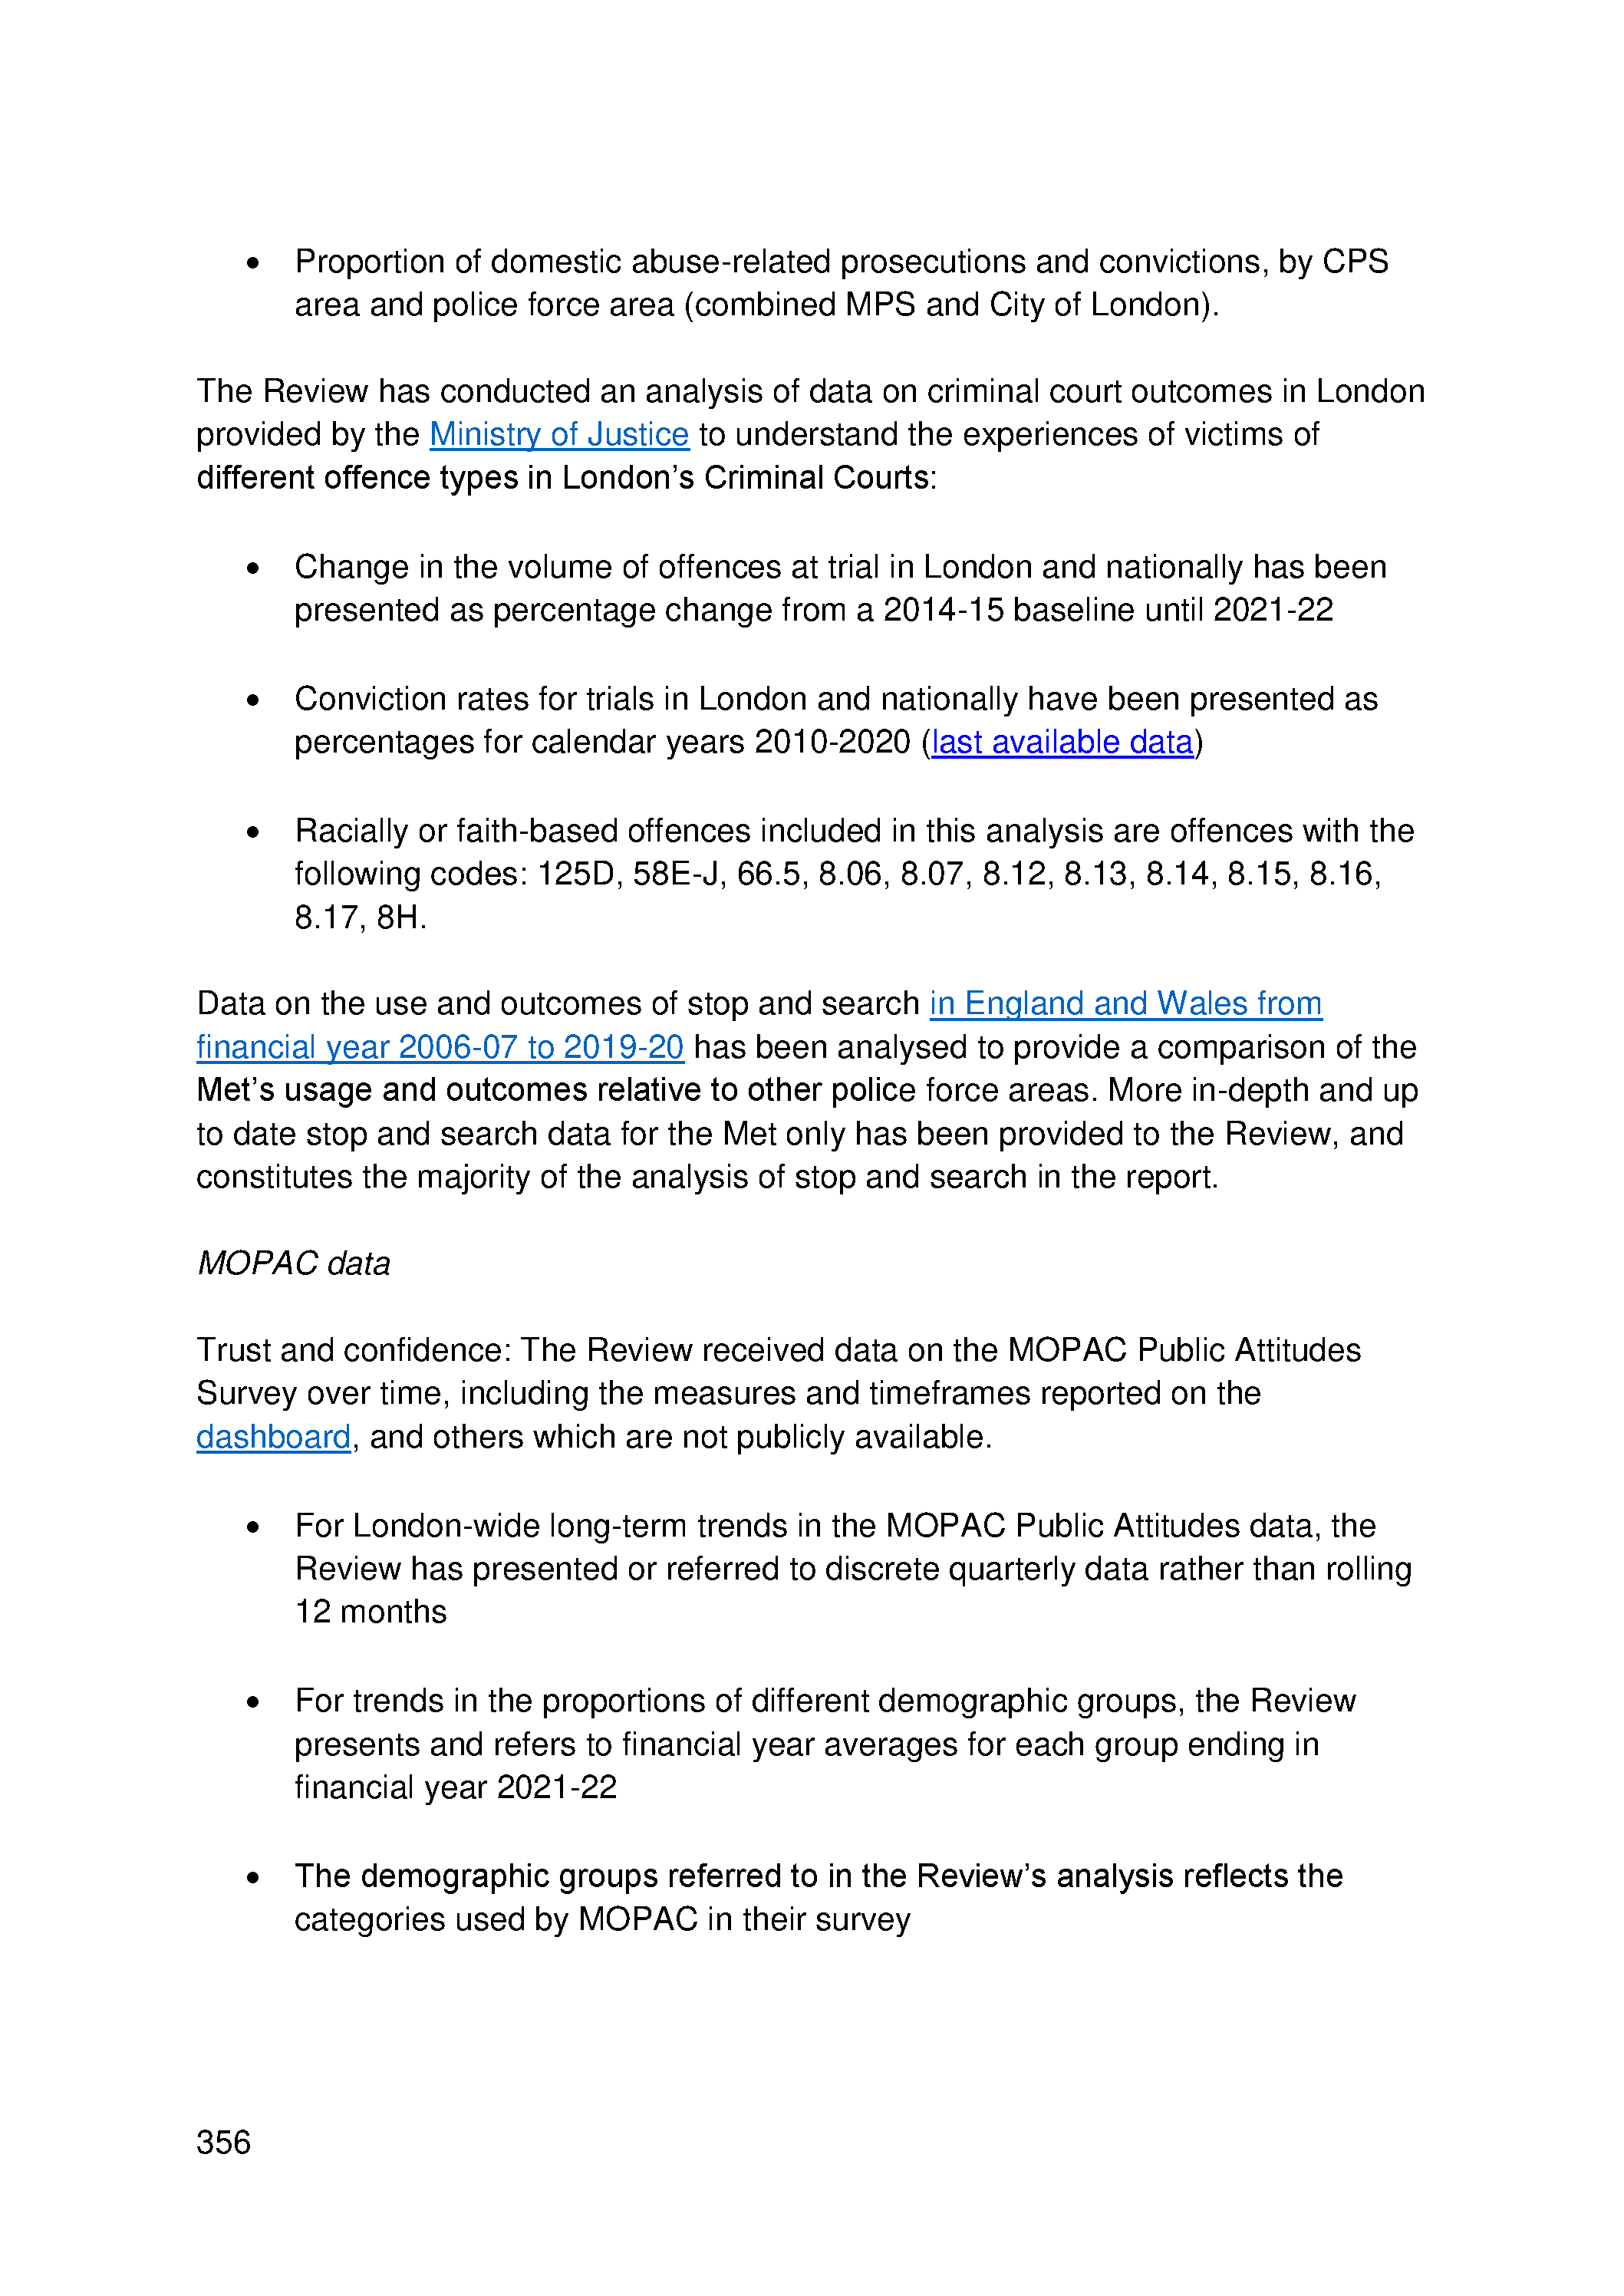 • Proportion of domestic abuse-related prosecutions and convictions, by CPS
area and police force area (combined MPS and City of London).
The Review has conducted an analysis of data on criminal court outcomes in London
provided by the Ministry of Justice to understand the experiences of victims of
different offence types in London’s Criminal Courts:
• Change in the volume of offences at trial in London and nationally has been
presented as percentage change from a 2014-15 baseline until 2021-22
• Conviction rates for trials in London and nationally have been presented as
percentages for calendar years 2010-2020 (last available data)
• Racially or faith-based offences included in this analysis are offences with the
following codes: 125D, 58E-J, 66.5, 8.06, 8.07, 8.12, 8.13, 8.14, 8.15, 8.16,
8.17, 8H.
Data on the use and outcomes of stop and search in England and Wales from
financial year 2006-07 to 2019-20 has been analysed to provide a comparison of the
Met’s usage and outcomes relative to other police force areas. More in-depth and up
to date stop and search data for the Met only has been provided to the Review, and
constitutes the majority of the analysis of stop and search in the report.
MOPAC data
Trust and confidence: The Review received data on the MOPAC Public Attitudes
Survey over time, including the measures and timeframes reported on the
dashboard, and others which are not publicly available.
• For London-wide long-term trends in the MOPAC Public Attitudes data, the
Review has presented or referred to discrete quarterly data rather than rolling
12 months
• For trends in the proportions of different demographic groups, the Review
presents and refers to financial year averages for each group ending in
financial year 2021-22
• The demographic groups referred to in the Review’s analysis reflects the
categories used by MOPAC in their survey
356